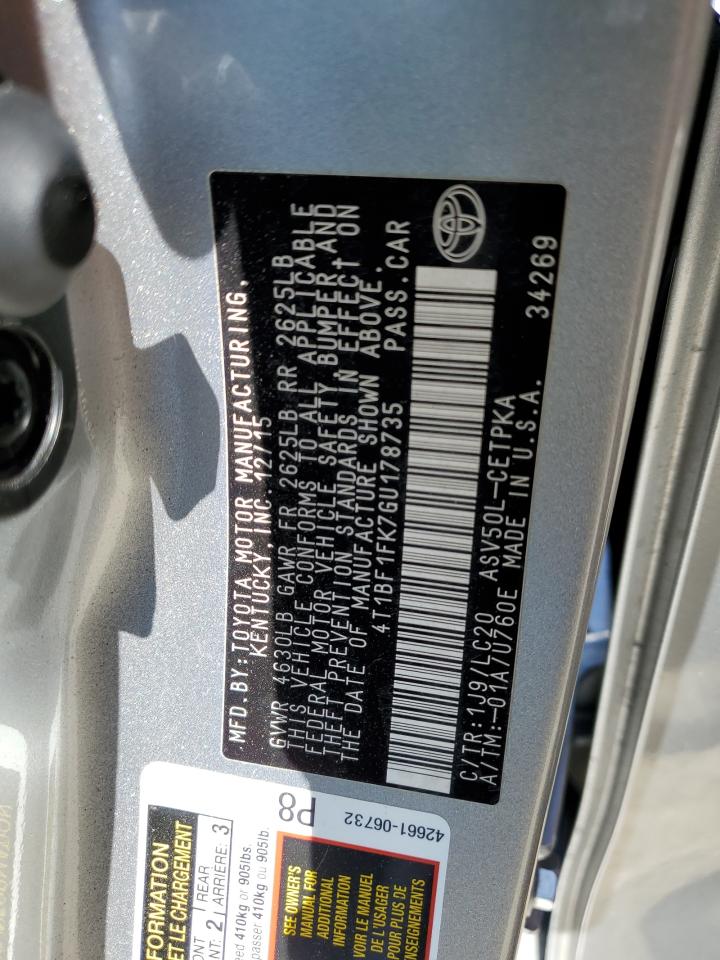 MFD.BY:TOYOTA MOTOR MANUFACTURING,
KENTUCKY, INC. 12/15
GVWR 4630LB GAWR FR 2625LB RR 2625LB
THIS VEHICLE CONFORMS TO ALL APPLICABLE
FEDERAL MOTOR VEHICLE SAFETY BUMPER, AND
THEFT PREVENTION STANDARDS IN EFFECT ON
THE DATE OF MANUFACTURE SHOWN ABOVE.
4T1BF1FK7GU178735 PASS.CAR
C/TR:1J9/LC20 ASV50L-CETPKA
A/TM:-01A/U760E MADE IN U.S.A. 34269
ET LE CHARGEMENT
2
REAR
ARRIÈRE: 3
410kg or 905lbs.
410kg ou 905lb.
P8
42661-06732
SEE OWNER'S
MANUAL FOR
ADDITIONAL
INFORMATION
VOIR LE MANUEL
DE L'USAGER
POUR PLUS DE